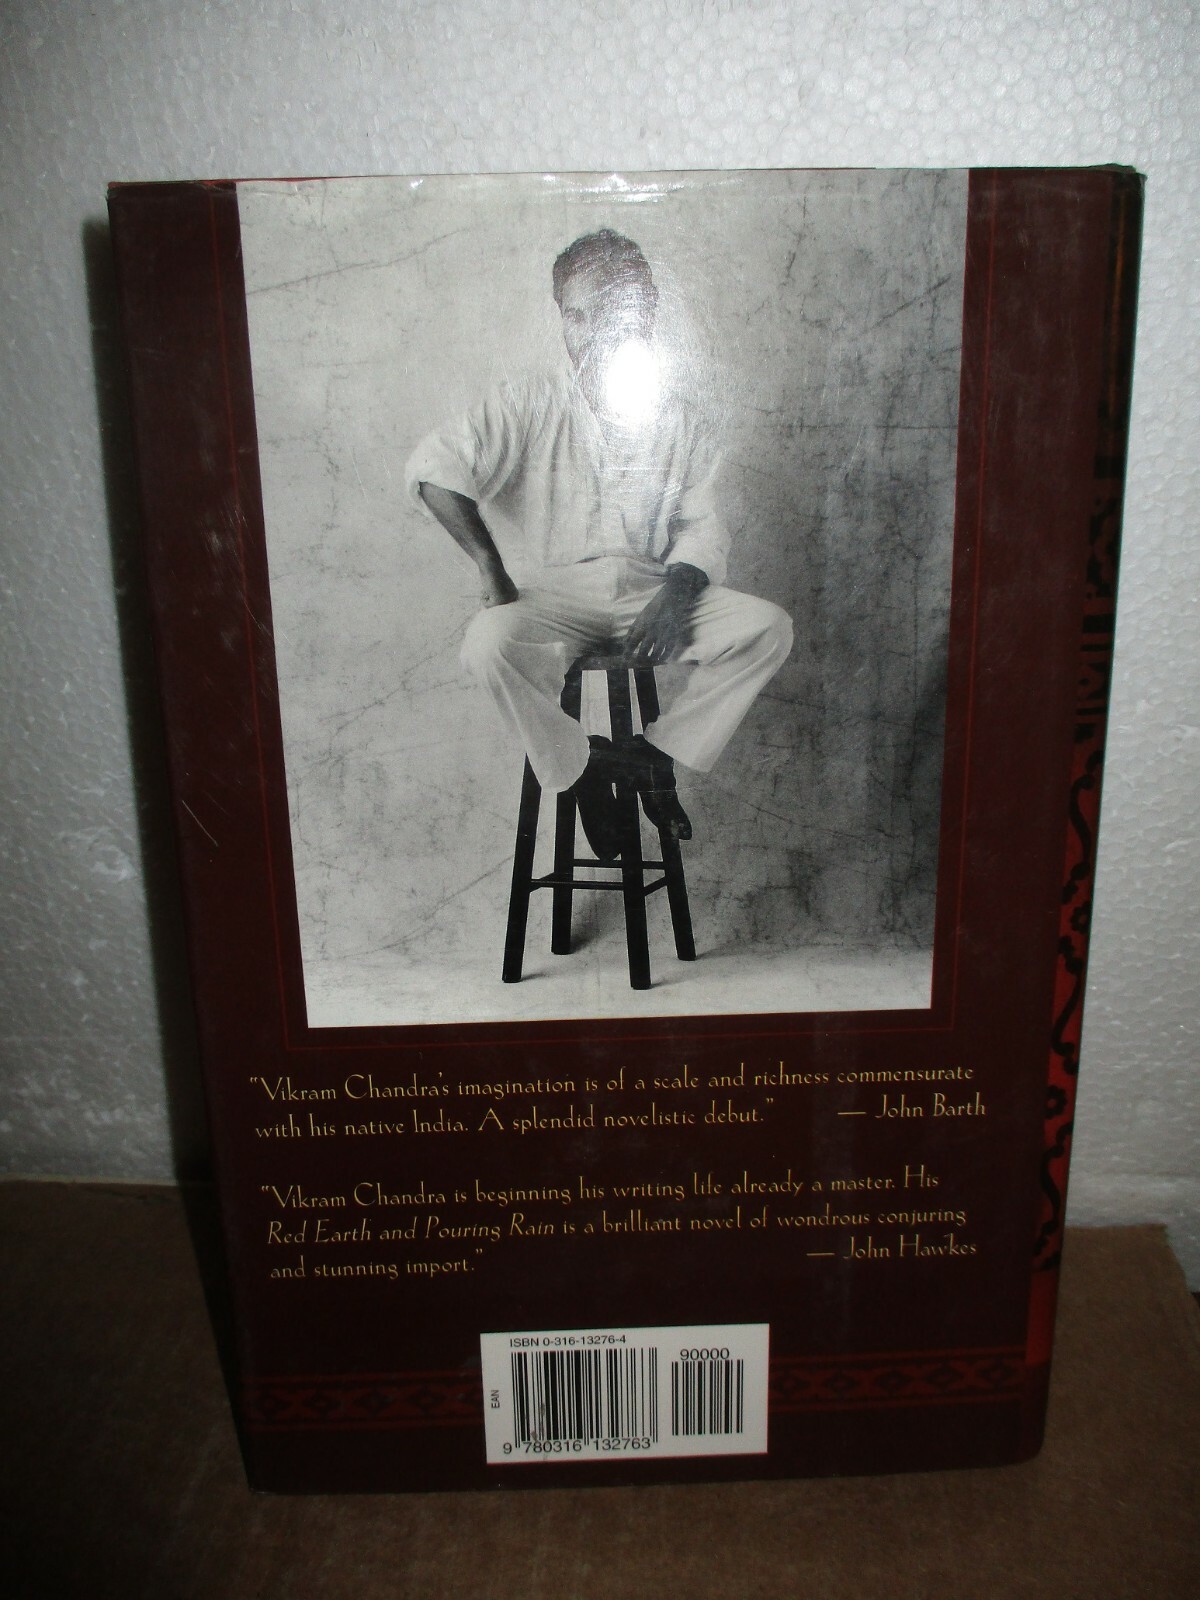 "Vikram Chandra's imagination is of a scale and richness commensurate
with his native India. A splendid novelistic debut." — John Barth
"Vikram Chandra is beginning his writing life already a master. His
Red Earth and Pouring Rain is a brilliant novel of wondrous conjuring
and stunning import." — John Hawkes
ISBN 0-316-13276-4
90000
EAN
9 780316 132763